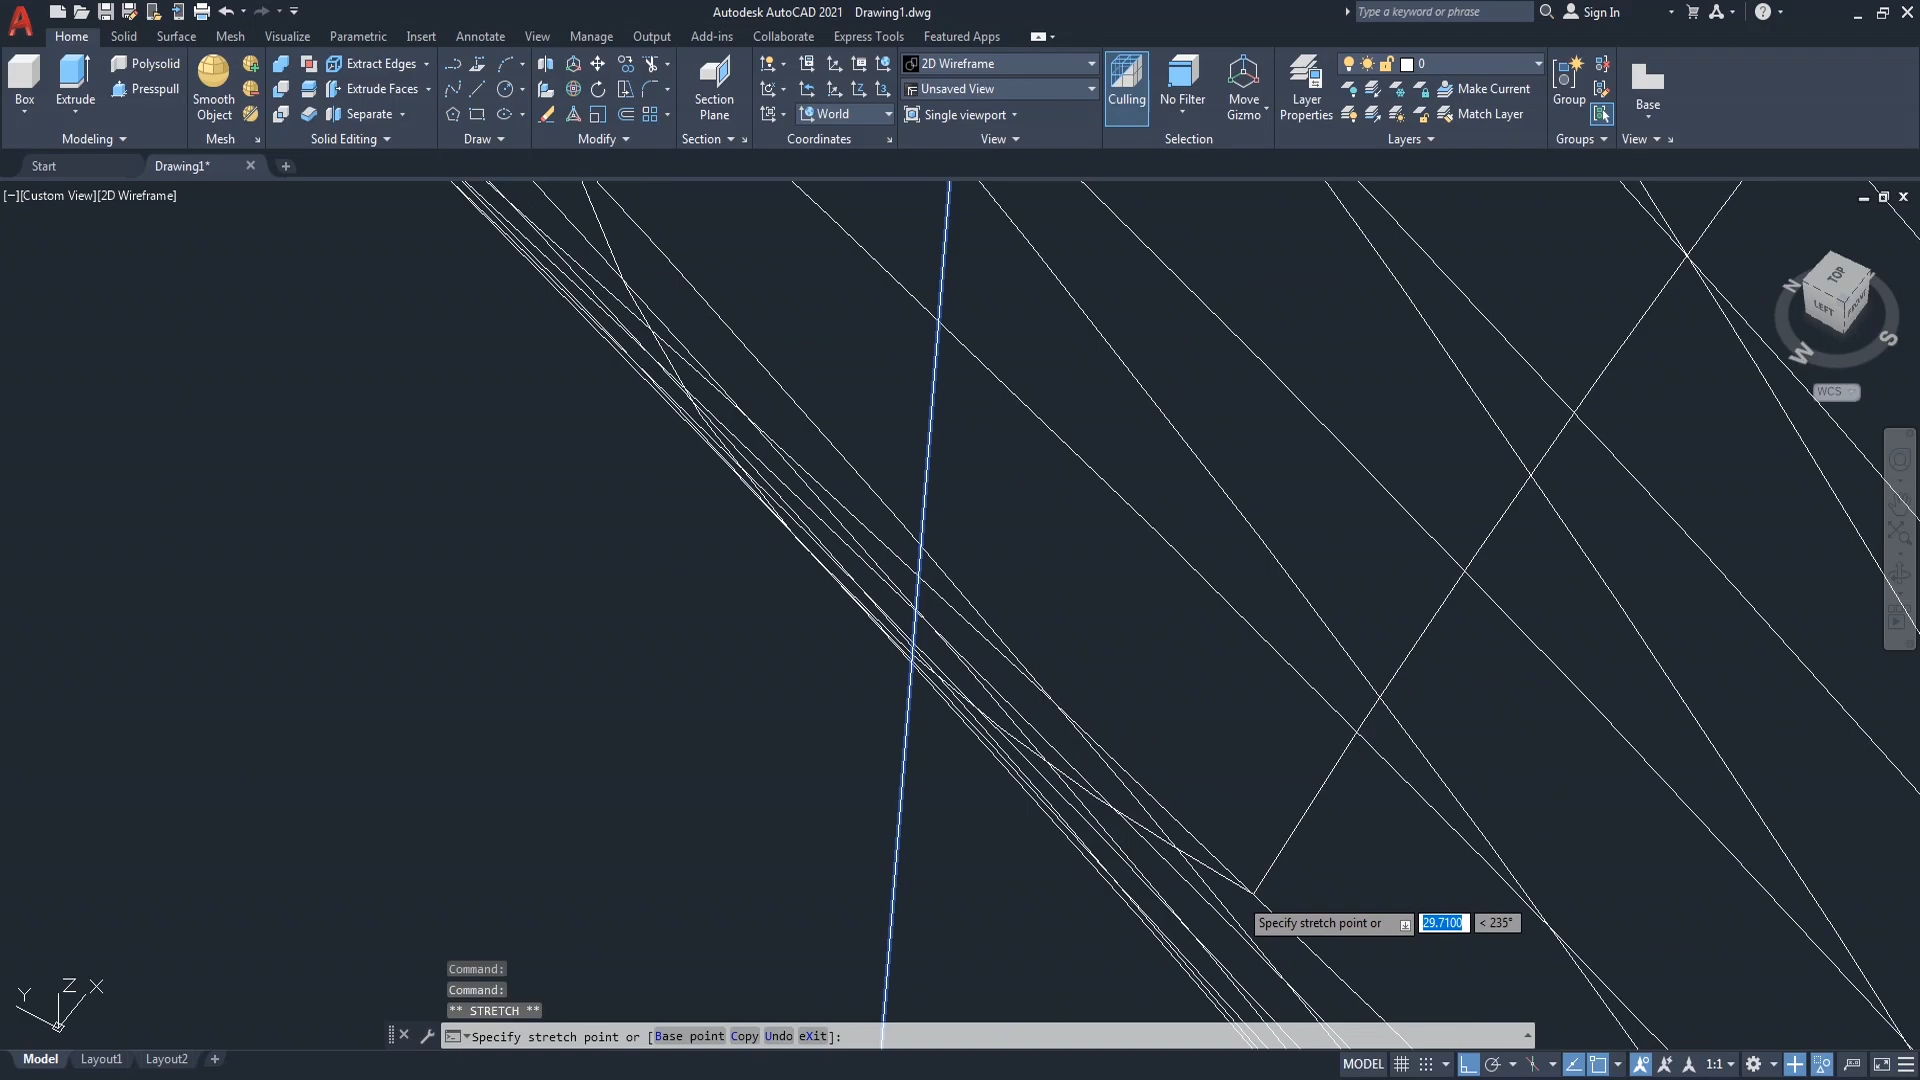 Autodesk AutoCAD 2021 Drawing1.dwg
Type a keyword or phrase
Sign In
Home Solid Surface Mesh Visualize Parametric Insert Annotate View Manage Output Add-ins Collaborate Express Tools Featured Apps
Box
Extrude
Polysolid
Presspull
Modeling
Smooth
Object
Mesh
Extract Edges
Extrude Faces
Separate
Solid Editing
Draw
Modify
Section
Plane
Section
World
Coordinates
2D Wireframe
Unsaved View
Single viewport
View
Culling
No Filter
Move
Gizmo
Selection
Layer
Properties
0
Make Current
Match Layer
Layers
Group
Groups
Base
View
Start
Drawing1*
[−][Custom View][2D Wireframe]
TOP
LEFT
N
W
S
WCS
Specify stretch point or 29.7100 < 235°
Y Z X
Command:
Command:
** STRETCH **
Specify stretch point or [Base point Copy Undo eXit]:
Model Layout1 Layout2
MODEL 1:1